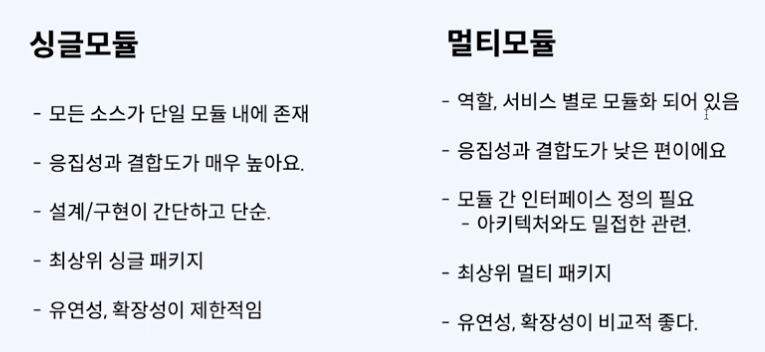 싱글모듈
- 모든 소스가 단일 모듈 내에 존재
- 응집성과 결합도가 매우 높아요.
- 설계/구현이 간단하고 단순.
- 최상위 싱글 패키지
- 유연성, 확장성이 제한적임
멀티모듈
- 역할, 서비스 별로 모듈화 되어 있음
- 응집성과 결합도가 낮은 편이에요
- 모듈 간 인터페이스 정의 필요
- 아키텍처와도 밀접한 관련.
- 최상위 멀티 패키지
- 유연성, 확장성이 비교적 좋다.